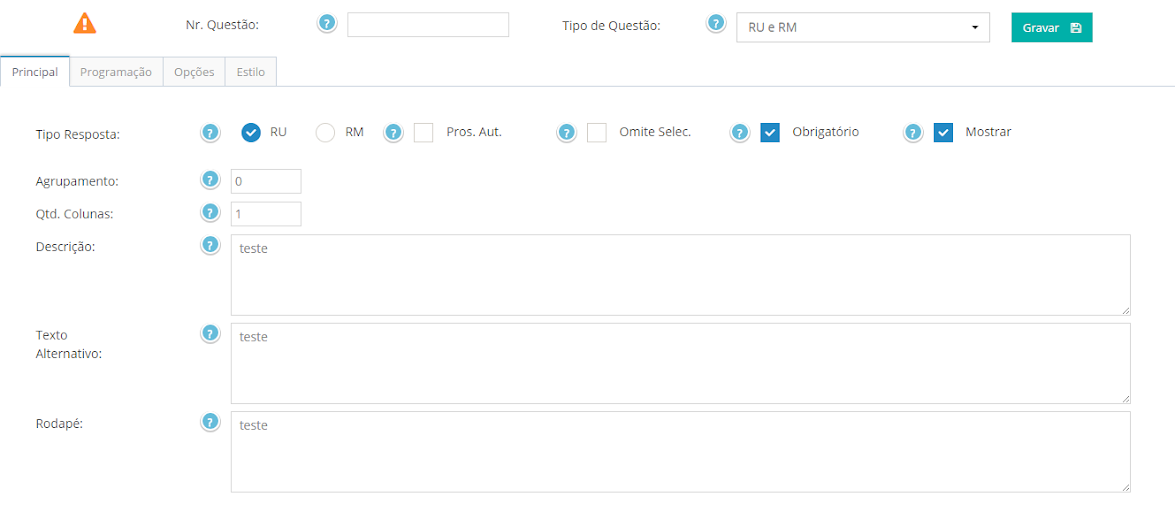 Nr. Questão: ? Tipo de Questão: ? RU e RM Gravar
Principal Programação Opções Estilo
Tipo Resposta: ? RU RM ? Pros. Aut. ? Omite Selec. ? Obrigatório ? Mostrar
Agrupamento: ? 0
Qtd. Colunas: ? 1
Descrição: ? teste
Texto ? teste
Alternativo:
Rodapé: ? teste